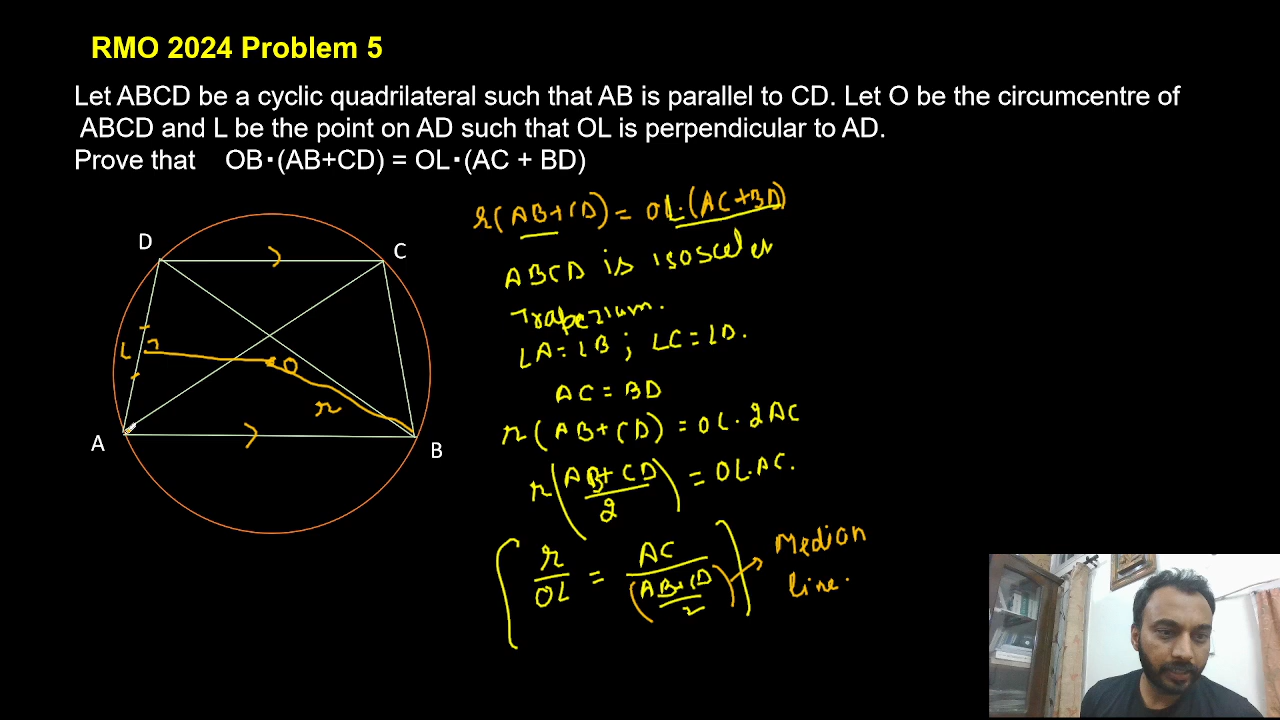 RMO 2024 Problem 5
Let ABCD be a cyclic quadrilateral such that AB is parallel to CD. Let O be the circumcentre of
ABCD and L be the point on AD such that OL is perpendicular to AD.
Prove that OB·(AB+CD) = OL·(AC + BD)
r(AB+CD) = OL·(AC+BD)
ABCD is isosceles
Trapezium.
∠A=∠B ; ∠C=∠D.
AC = BD
r(AB+CD) = OL·2AC
r((AB+CD)/2) = OL·AC.
[r/OL = AC/((AB+CD)/2)] → Median
line.
D
C
L
O
r
A
B